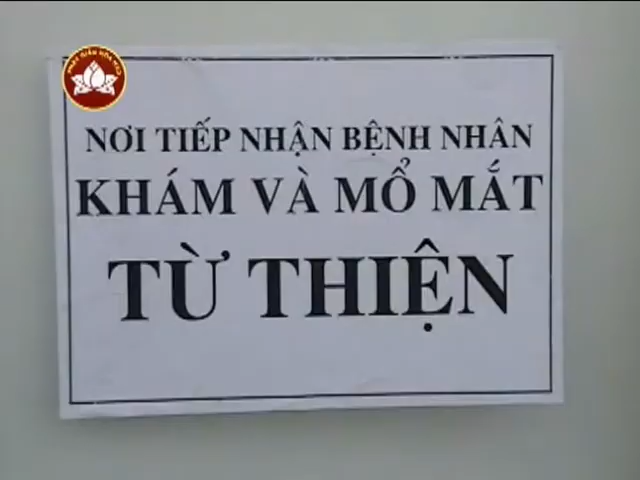 NƠI TIẾP NHẬN BỆNH NHÂN
KHÁM VÀ MỔ MẮT
TỪ THIỆN